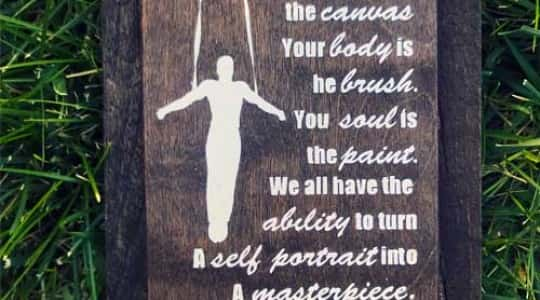 the canvas
Your body is
he brush.
You soul is
the paint.
We all have the
ability to turn
A self portrait into
A masterpiece.